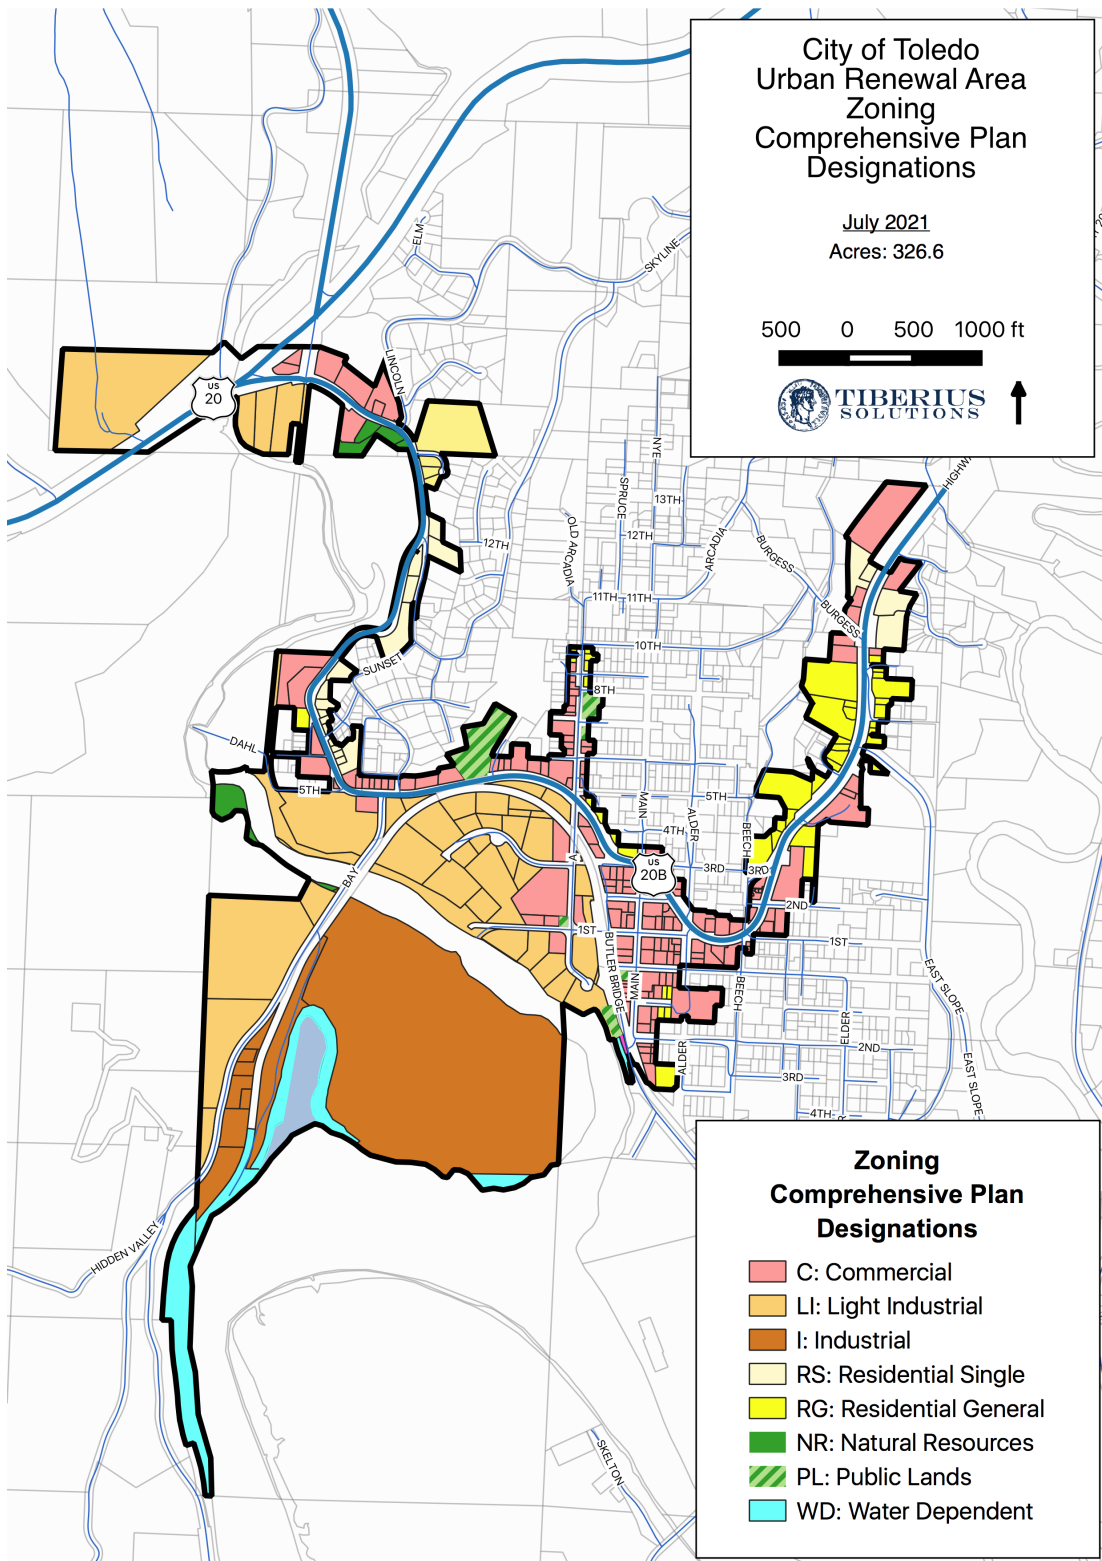 City of Toledo
Urban Renewal Area
Zoning
Comprehensive Plan
Designations
July 2021
Acres: 326.6
500 0 500 1000 ft
TIBERIUS
SOLUTIONS
ELM
SKYLINE
LINCOLN
US
20
NYE
SPRUCE
13TH
12TH
12TH
OLD ARCADIA
ARCADIA
BURGESS
11TH
11TH
BURGESS
10TH
SUNSET
8TH
DAHL
5TH
5TH
MAIN
ALDER
4TH
BEECH
A
US
20B
3RD
3RD
BAY
2ND
1ST
1ST
BUTLER BRIDGE
MAIN
BEECH
EAST SLOPE
ELDER
ALDER
2ND
3RD
EAST SLOPE
4TH
HIDDEN VALLEY
SKELTON
Zoning
Comprehensive Plan
Designations
C: Commercial
LI: Light Industrial
I: Industrial
RS: Residential Single
RG: Residential General
NR: Natural Resources
PL: Public Lands
WD: Water Dependent